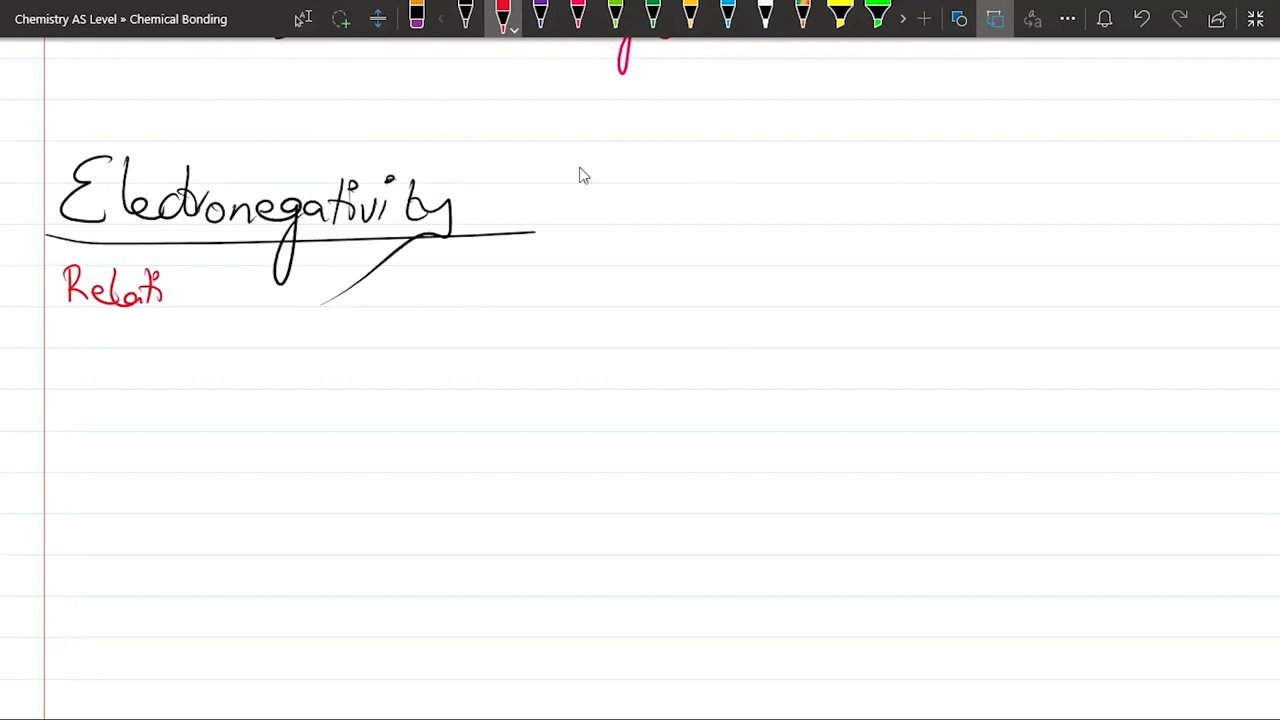 Chemistry AS Level » Chemical Bonding
Electronegativity
Relati